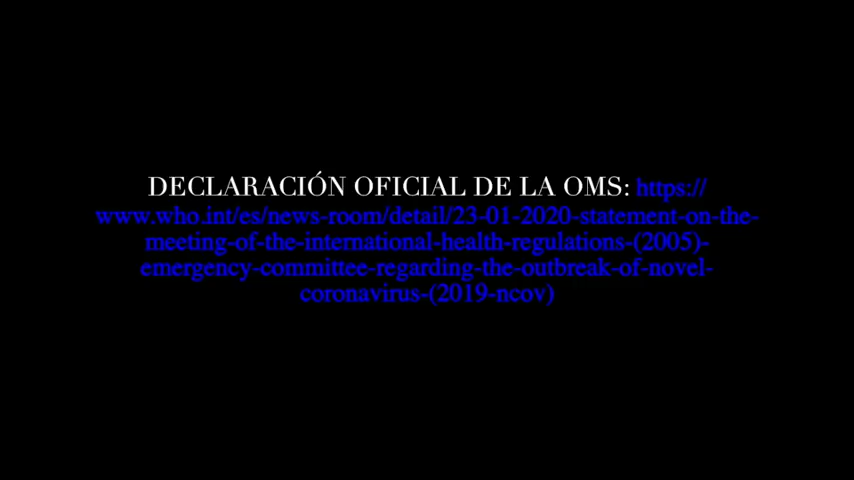 DECLARACIÓN OFICIAL DE LA OMS: https://
www.who.int/es/news-room/detail/23-01-2020-statement-on-the-
meeting-of-the-international-health-regulations-(2005)-
emergency-committee-regarding-the-outbreak-of-novel-
coronavirus-(2019-ncov)